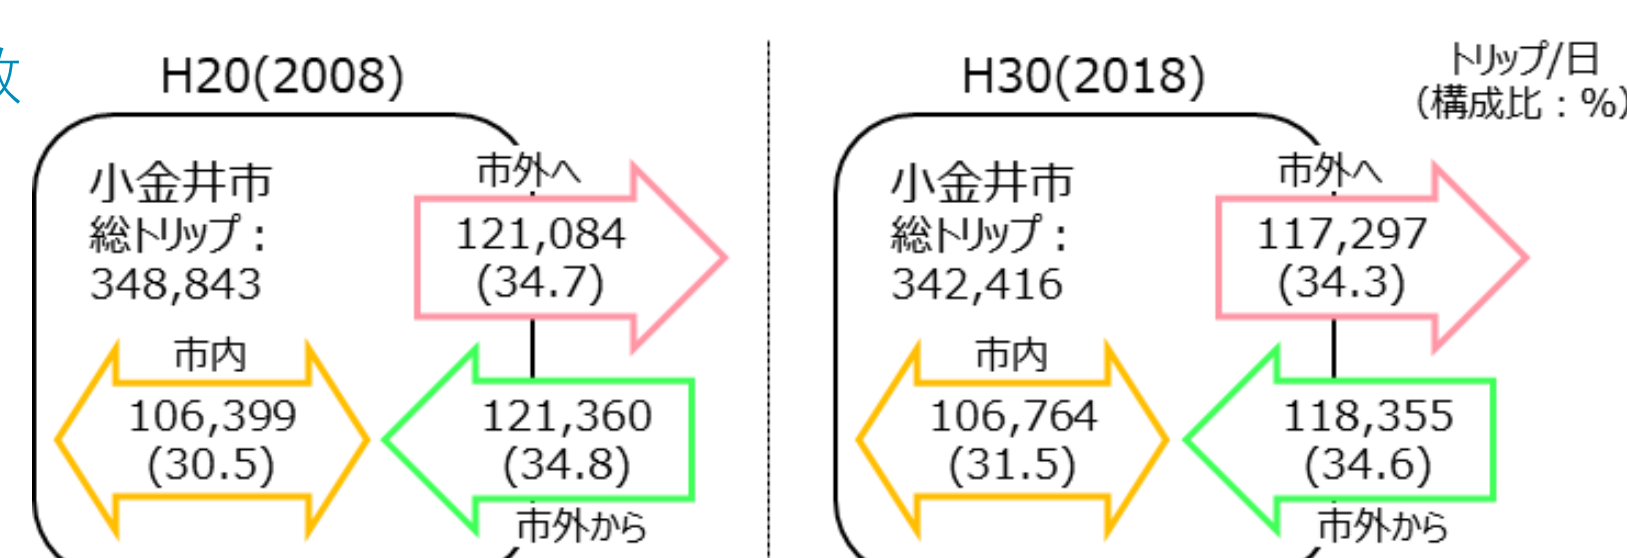 数
H20(2008)
小金井市
総トリップ：
348,843
市外へ
121,084
(34.7)
市内
106,399
(30.5)
121,360
(34.8)
市外から
H30(2018)
トリップ/日
（構成比：%）
小金井市
総トリップ：
342,416
市外へ
117,297
(34.3)
市内
106,764
(31.5)
118,355
(34.6)
市外から